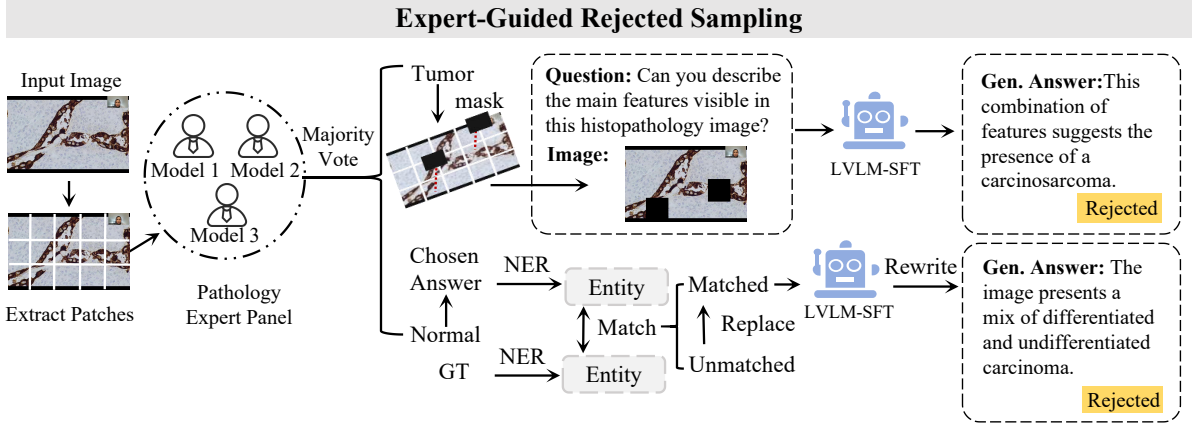 Expert-Guided Rejected Sampling
Input Image
Extract Patches
Model 1
Model 2
Model 3
Pathology
Expert Panel
Majority
Vote
Tumor
mask
Question: Can you describe
the main features visible in
this histopathology image?
Image:
LVLM-SFT
Gen. Answer:This
combination of
features suggests the
presence of a
carcinosarcoma.
Rejected
Chosen
Answer
Normal
GT
NER
NER
Entity
Match
Entity
Matched
Replace
Unmatched
LVLM-SFT
Rewrite
Gen. Answer: The
image presents a
mix of differentiated
and undifferentiated
carcinoma.
Rejected